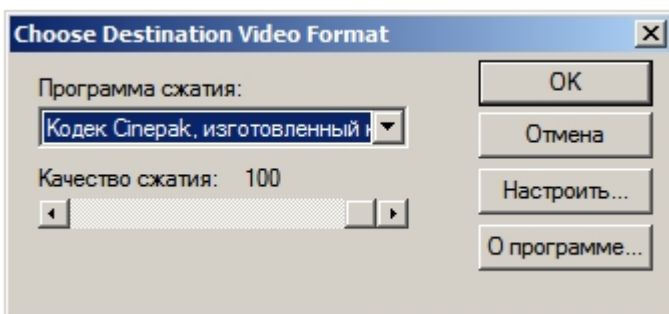 Choose Destination Video Format
Программа сжатия:
Кодек Cinepak, изготовленный
Качество сжатия: 100
OK
Отмена
Настроить...
О программе...